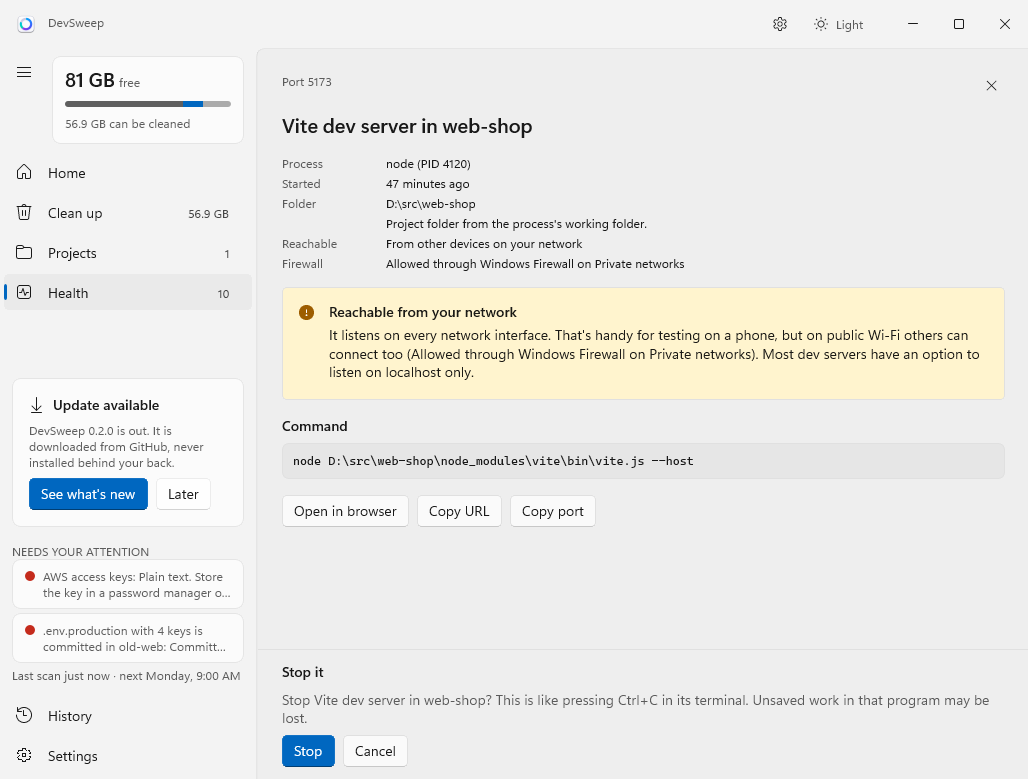 DevSweep
Light
81 GB free
56.9 GB can be cleaned
Home
Clean up 56.9 GB
Projects 1
Health 10
Update available
DevSweep 0.2.0 is out. It is
downloaded from GitHub, never
installed behind your back.
See what's new
Later
NEEDS YOUR ATTENTION
AWS access keys: Plain text. Store
the key in a password manager o...
.env.production with 4 keys is
committed in old-web: Committ...
Last scan just now · next Monday, 9:00 AM
History
Settings
Port 5173
Vite dev server in web-shop
Process node (PID 4120)
Started 47 minutes ago
Folder D:\src\web-shop
Project folder from the process's working folder.
Reachable From other devices on your network
Firewall Allowed through Windows Firewall on Private networks
Reachable from your network
It listens on every network interface. That's handy for testing on a phone, but on public Wi-Fi others can
connect too (Allowed through Windows Firewall on Private networks). Most dev servers have an option to
listen on localhost only.
Command
node D:\src\web-shop\node_modules\vite\bin\vite.js --host
Open in browser
Copy URL
Copy port
Stop it
Stop Vite dev server in web-shop? This is like pressing Ctrl+C in its terminal. Unsaved work in that program may be
lost.
Stop
Cancel